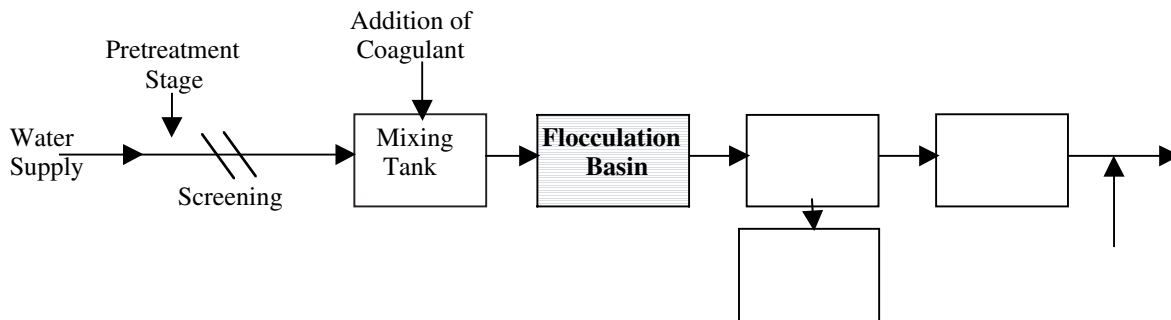 Addition of
Coagulant
Pretreatment
Stage
Water
Supply
Screening
Mixing
Tank
Flocculation
Basin